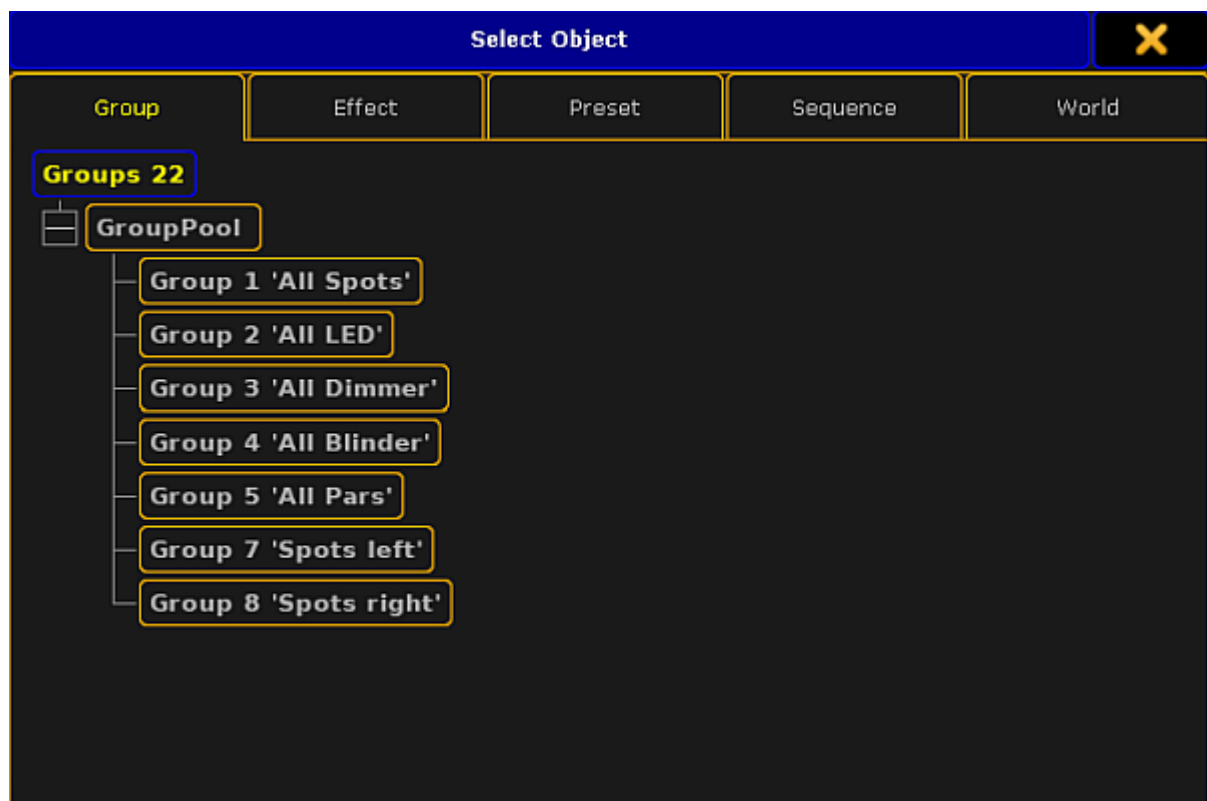 Select Object
Group Effect Preset Sequence World
Groups 22
GroupPool
Group 1 'All Spots'
Group 2 'All LED'
Group 3 'All Dimmer'
Group 4 'All Blinder'
Group 5 'All Pars'
Group 7 'Spots left'
Group 8 'Spots right'